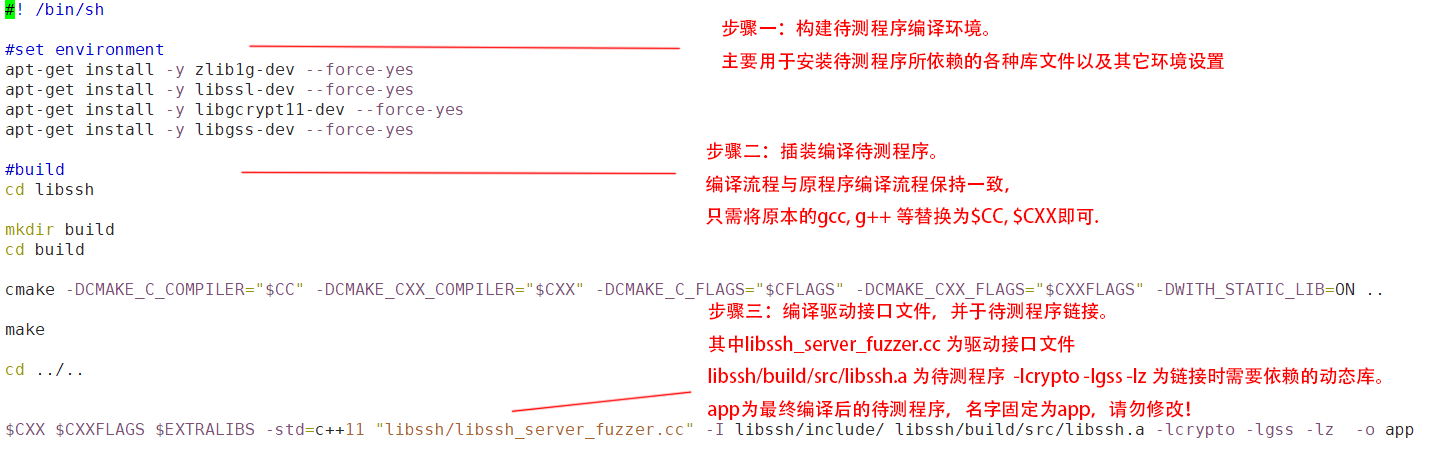 #! /bin/sh
步骤一：构建待测程序编译环境。
#set environment
主要用于安装待测程序所依赖的各种库文件以及其它环境设置
apt-get install -y zlib1g-dev --force-yes
apt-get install -y libssl-dev --force-yes
apt-get install -y libgcrypt11-dev --force-yes
apt-get install -y libgss-dev --force-yes
步骤二：插装编译待测程序。
#build
编译流程与原程序编译流程保持一致，
cd libssh
只需将原本的gcc, g++ 等替换为$CC, $CXX即可.
mkdir build
cd build
cmake -DCMAKE_C_COMPILER="$CC" -DCMAKE_CXX_COMPILER="$CXX" -DCMAKE_C_FLAGS="$CFLAGS" -DCMAKE_CXX_FLAGS="$CXXFLAGS" -DWITH_STATIC_LIB=ON ..
步骤三：编译驱动接口文件，并于待测程序链接。
make
其中libssh_server_fuzzer.cc 为驱动接口文件
cd ../..
libssh/build/src/libssh.a 为待测程序 -lcrypto -lgss -lz 为链接时需要依赖的动态库。
app为最终编译后的待测程序，名字固定为app，请勿修改！
$CXX $CXXFLAGS $EXTRALIBS -std=c++11 "libssh/libssh_server_fuzzer.cc" -I libssh/include/ libssh/build/src/libssh.a -lcrypto -lgss -lz  -o app